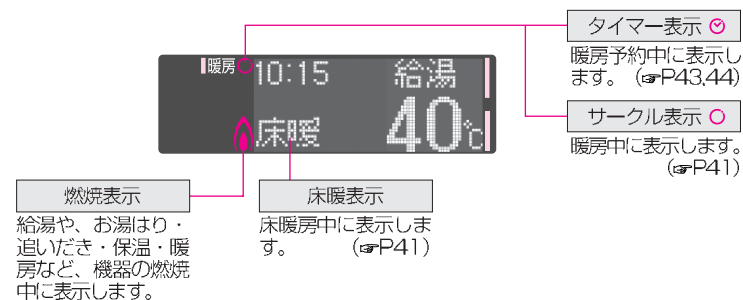 タイマー表示
暖房予約中に表示し
ます。 (☞P43,44)
サークル表示
暖房中に表示します。
(☞P41)
暖房 10:15 給湯
床暖 40℃
燃焼表示
給湯や、お湯はり・
追いだき・保温・暖
房など、機器の燃焼
中に表示します。
床暖表示
床暖房中に表示しま
す。 (☞P41)